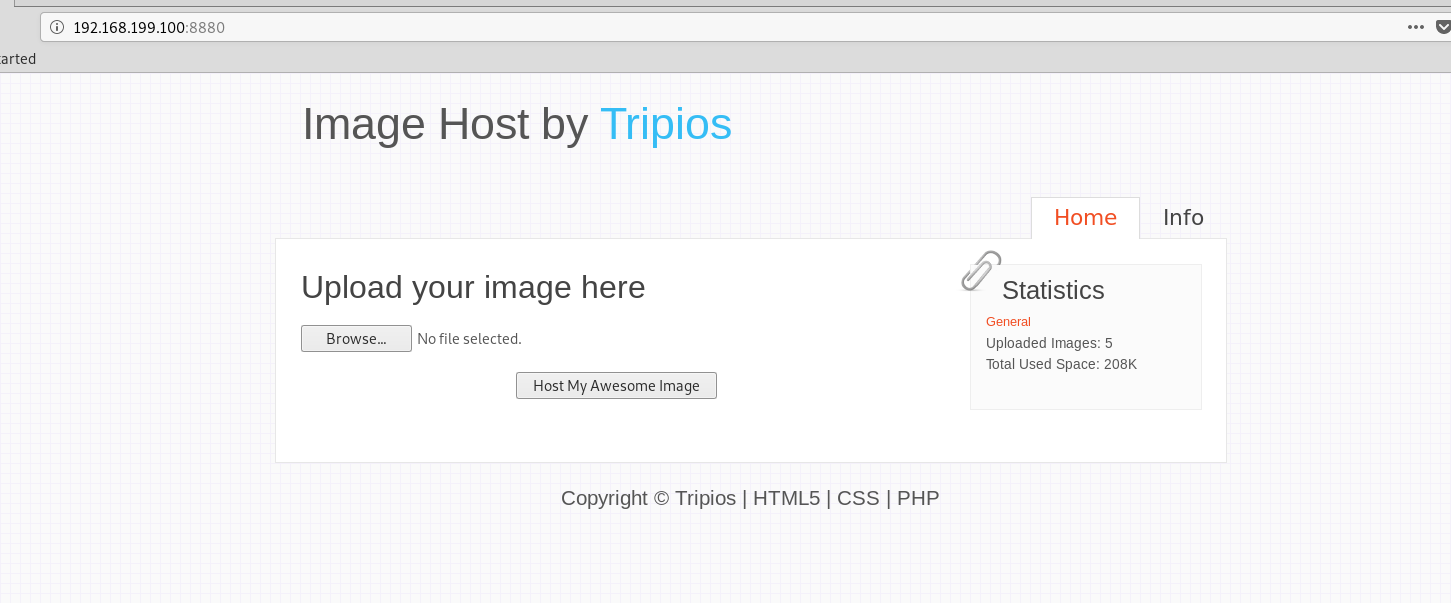 192.168.199.100:8880
arted
Image Host by Tripios
Home Info
Upload your image here
Browse... No file selected.
Host My Awesome Image
Statistics
General
Uploaded Images: 5
Total Used Space: 208K
Copyright © Tripios | HTML5 | CSS | PHP